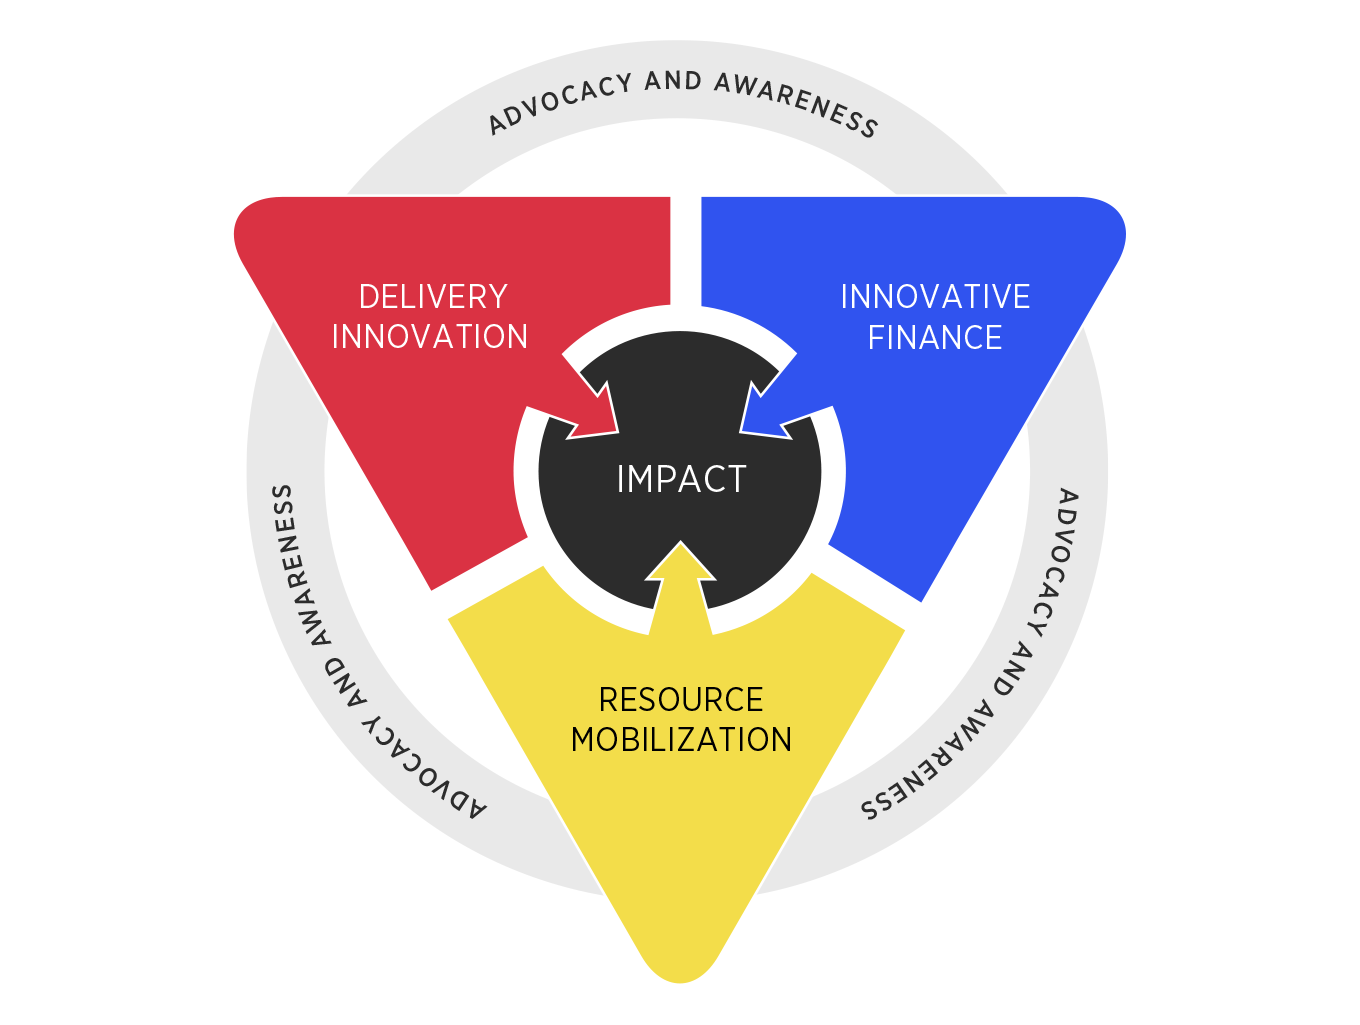 ADVOCACY AND AWARENESS
DELIVERY
INNOVATION
INNOVATIVE
FINANCE
IMPACT
ADVOCACY AND AWARENESS
ADVOCACY AND AWARENESS
RESOURCE
MOBILIZATION